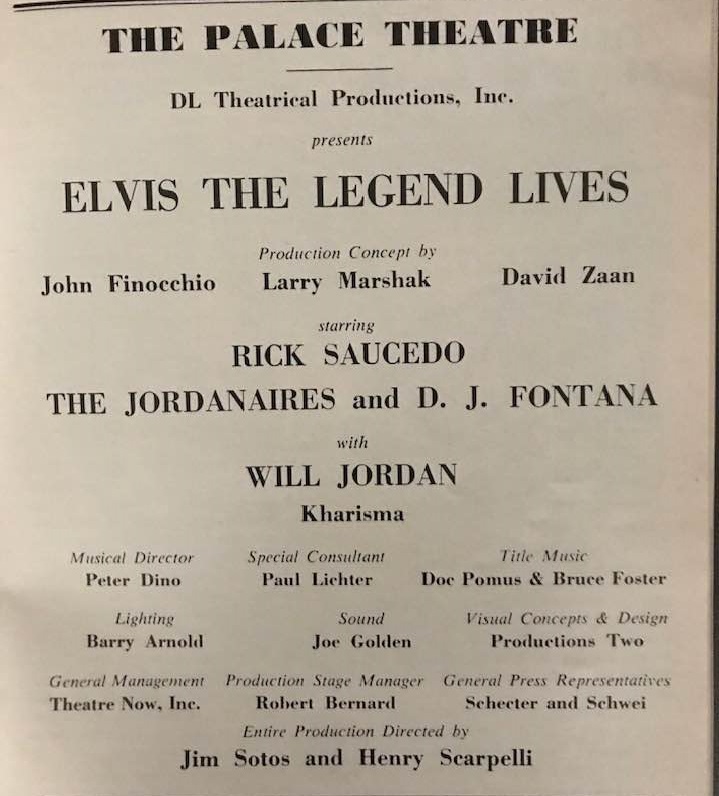 THE PALACE THEATRE
DL Theatrical Productions, Inc.
presents
ELVIS THE LEGEND LIVES
Production Concept by
John Finocchio Larry Marshak David Zaan
starring
RICK SAUCEDO
THE JORDANAIRES and D. J. FONTANA
with
WILL JORDAN
Kharisma
Musical Director Special Consultant Title Music
Peter Dino Paul Lichter Doc Pomus & Bruce Foster
Lighting Sound Visual Concepts & Design
Barry Arnold Joe Golden Productions Two
General Management Production Stage Manager General Press Representatives
Theatre Now, Inc. Robert Bernard Schecter and Schwei
Entire Production Directed by
Jim Sotos and Henry Scarpelli